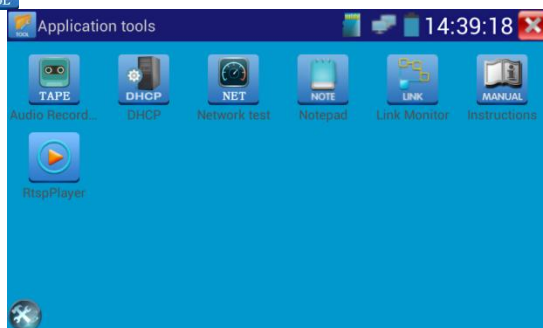 TOOL
Application tools
14:39:18
TAPE
DHCP
NET
NOTE
LINK
MANUAL
Audio Record...
DHCP
Network test
Notepad
Link Monitor
Instructions
RtspPlayer